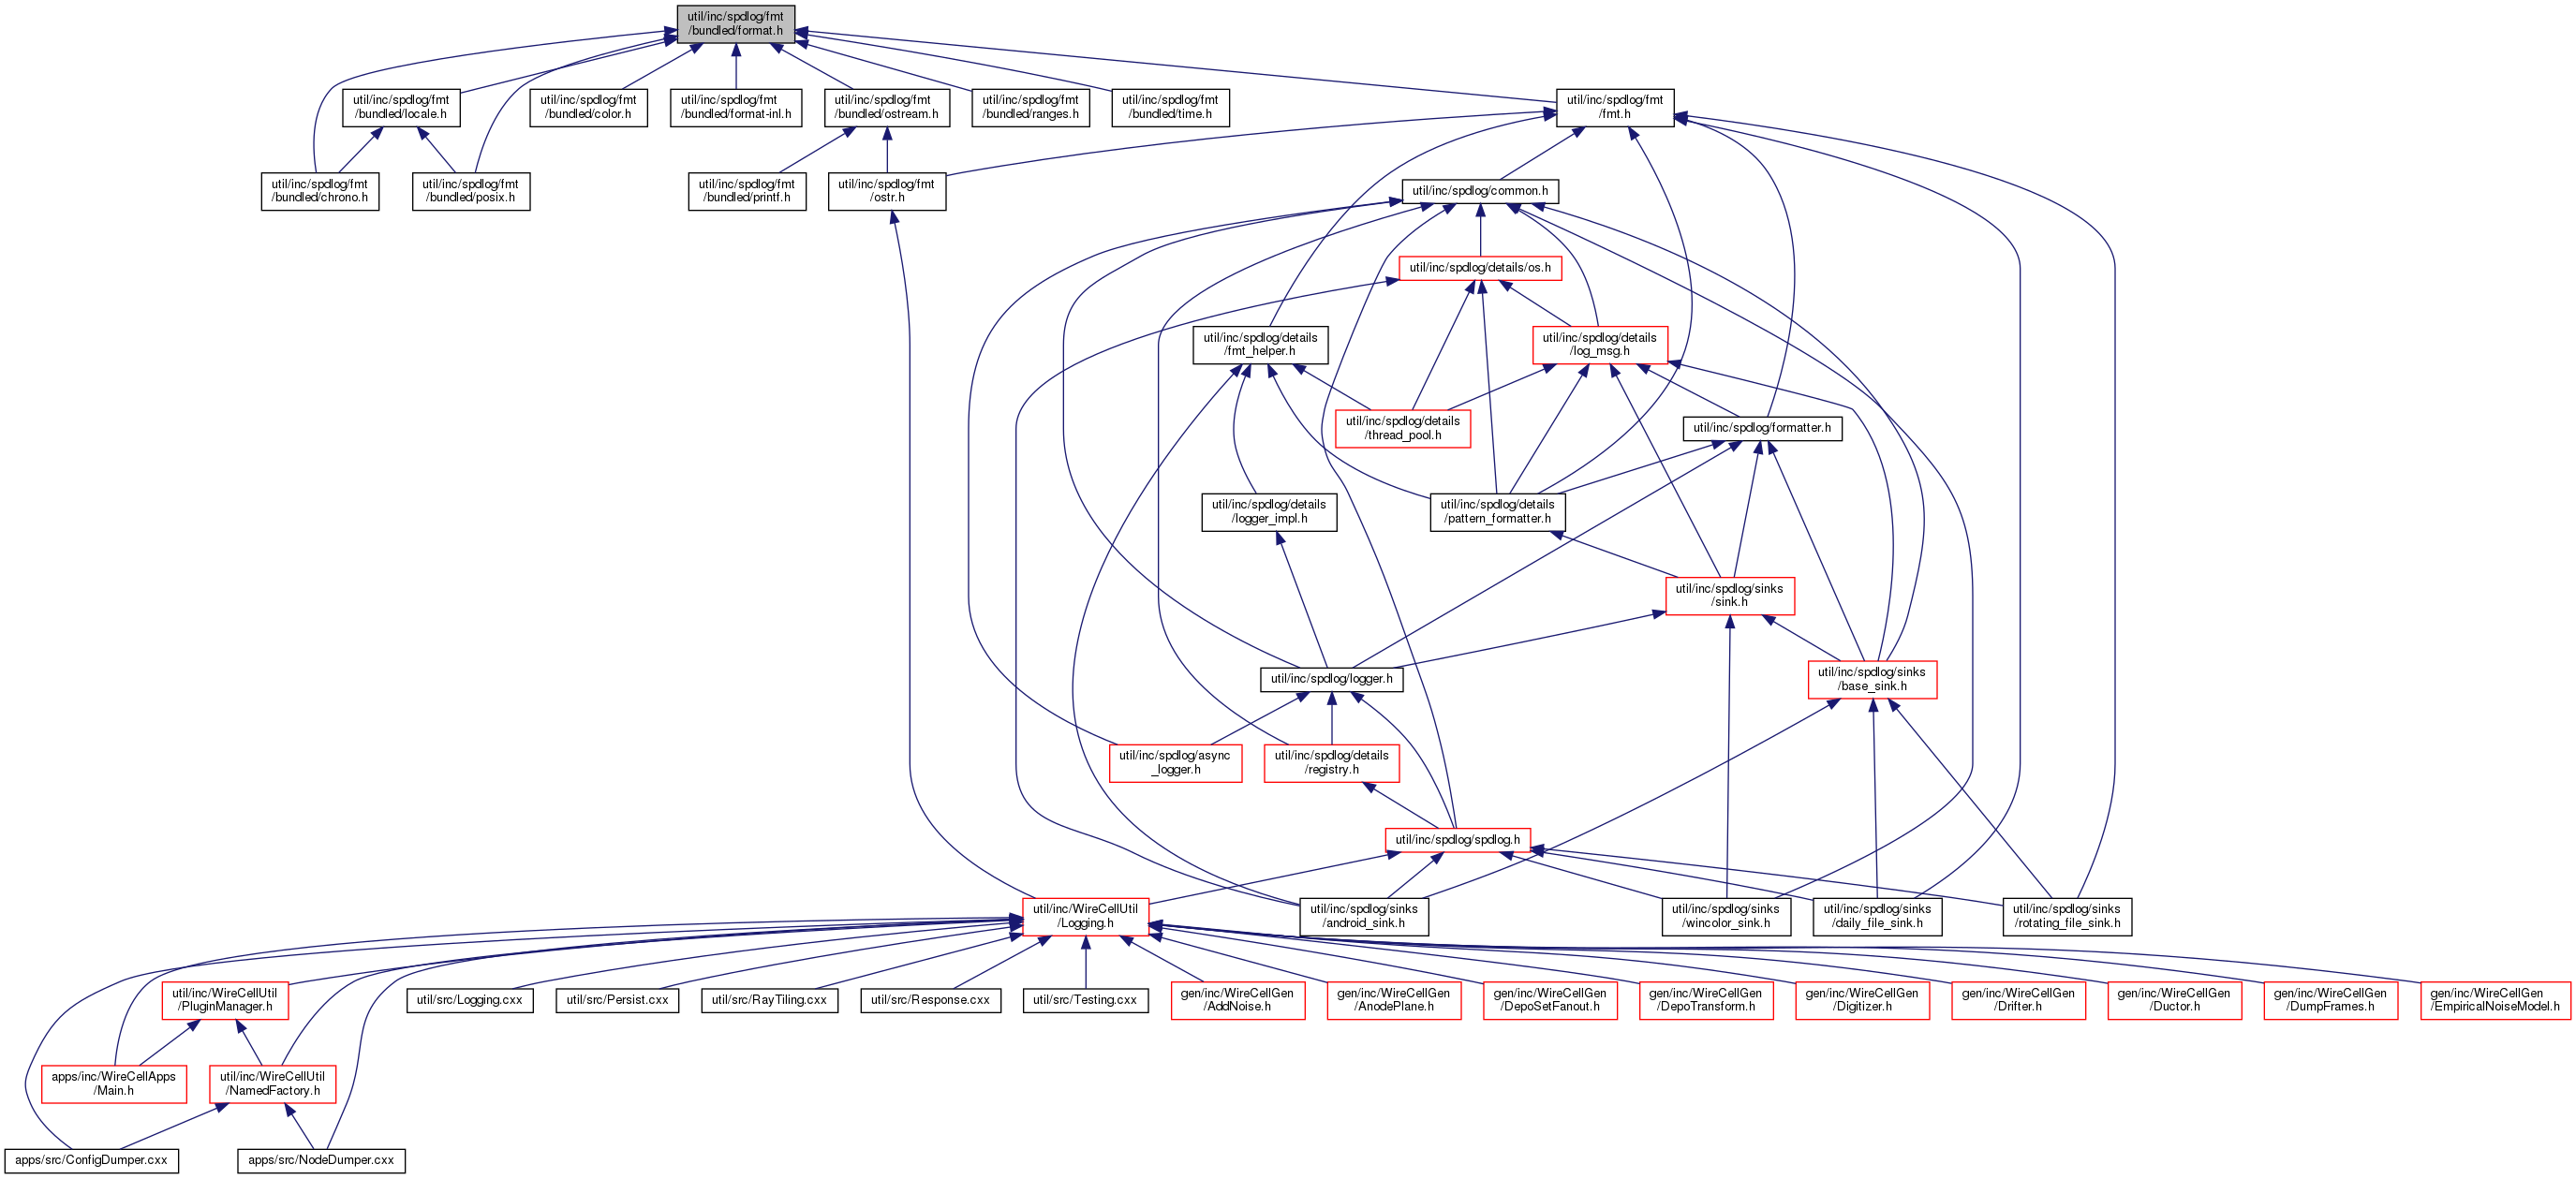 util/inc/spdlog/fmt
/bundled/format.h
util/inc/spdlog/fmt
/bundled/locale.h
util/inc/spdlog/fmt
/bundled/color.h
util/inc/spdlog/fmt
/bundled/format-inl.h
util/inc/spdlog/fmt
/bundled/ostream.h
util/inc/spdlog/fmt
/bundled/ranges.h
util/inc/spdlog/fmt
/bundled/time.h
util/inc/spdlog/fmt
/fmt.h
util/inc/spdlog/fmt
/bundled/chrono.h
util/inc/spdlog/fmt
/bundled/posix.h
util/inc/spdlog/fmt
/bundled/printf.h
util/inc/spdlog/fmt
/ostr.h
util/inc/spdlog/common.h
util/inc/spdlog/details/os.h
util/inc/spdlog/details
/fmt_helper.h
util/inc/spdlog/details
/log_msg.h
util/inc/spdlog/details
/thread_pool.h
util/inc/spdlog/formatter.h
util/inc/spdlog/details
/logger_impl.h
util/inc/spdlog/details
/pattern_formatter.h
util/inc/spdlog/sinks
/sink.h
util/inc/spdlog/logger.h
util/inc/spdlog/sinks
/base_sink.h
util/inc/spdlog/async
_logger.h
util/inc/spdlog/details
/registry.h
util/inc/spdlog/spdlog.h
util/inc/WireCellUtil
/Logging.h
util/inc/spdlog/sinks
/android_sink.h
util/inc/spdlog/sinks
/wincolor_sink.h
util/inc/spdlog/sinks
/daily_file_sink.h
util/inc/spdlog/sinks
/rotating_file_sink.h
util/inc/WireCellUtil
/PluginManager.h
util/src/Logging.cxx
util/src/Persist.cxx
util/src/RayTiling.cxx
util/src/Response.cxx
util/src/Testing.cxx
gen/inc/WireCellGen
/AddNoise.h
gen/inc/WireCellGen
/AnodePlane.h
gen/inc/WireCellGen
/DepoSetFanout.h
gen/inc/WireCellGen
/DepoTransform.h
gen/inc/WireCellGen
/Digitizer.h
gen/inc/WireCellGen
/Drifter.h
gen/inc/WireCellGen
/Ductor.h
gen/inc/WireCellGen
/DumpFrames.h
gen/inc/WireCellGen
/EmpiricalNoiseModel.h
apps/inc/WireCellApps
/Main.h
util/inc/WireCellUtil
/NamedFactory.h
apps/src/ConfigDumper.cxx
apps/src/NodeDumper.cxx